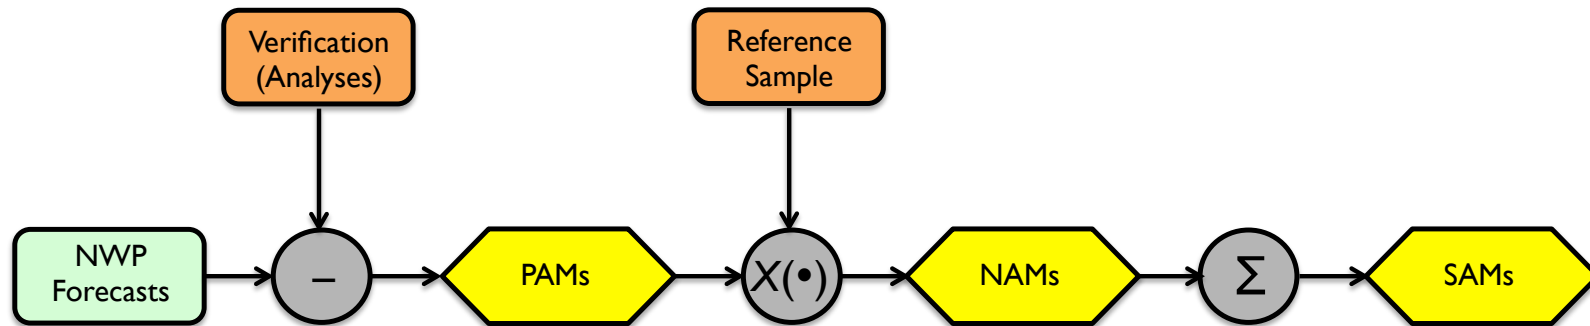 Verification
(Analyses)
Reference
Sample
NWP
Forecasts
–
PAMs
X(•)
NAMs
Σ
SAMs